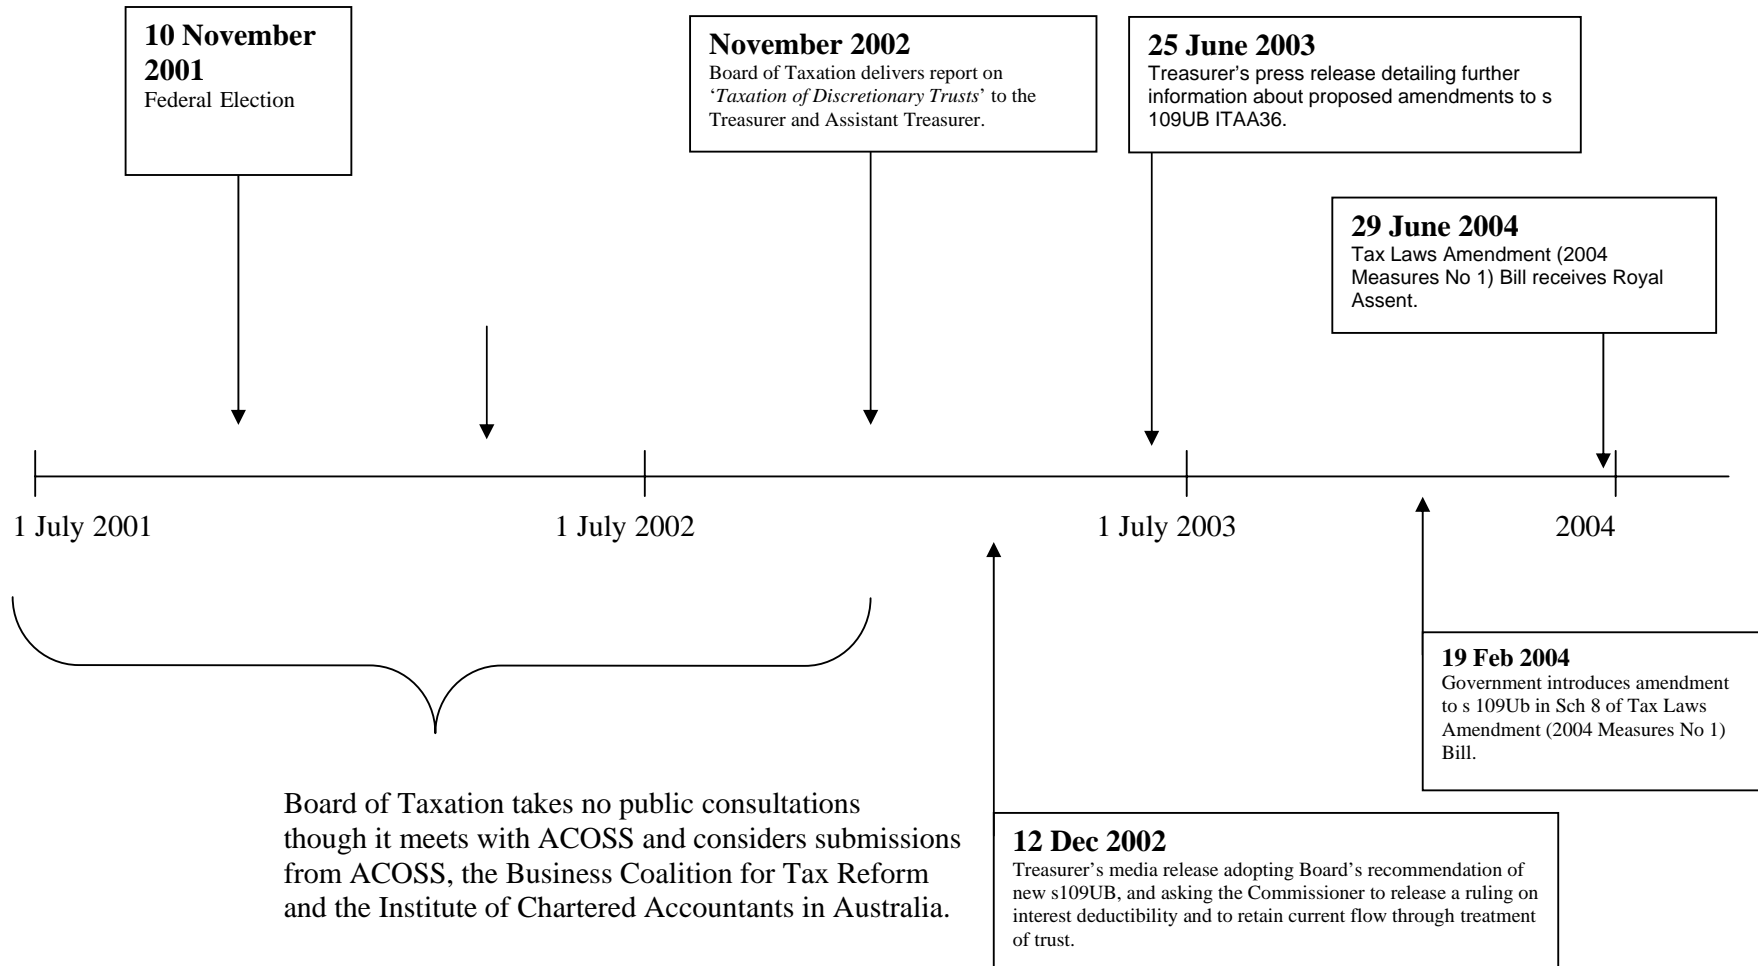 10 November
2001
Federal Election
November 2002
Board of Taxation delivers report on
‘Taxation of Discretionary Trusts’ to the
Treasurer and Assistant Treasurer.
25 June 2003
Treasurer’s press release detailing further
information about proposed amendments to s
109UB ITAA36.
29 June 2004
Tax Laws Amendment (2004
Measures No 1) Bill receives Royal
Assent.
1 July 2001
1 July 2002
1 July 2003
2004
19 Feb 2004
Government introduces amendment
to s 109Ub in Sch 8 of Tax Laws
Amendment (2004 Measures No 1)
Bill.
Board of Taxation takes no public consultations
though it meets with ACOSS and considers submissions
from ACOSS, the Business Coalition for Tax Reform
and the Institute of Chartered Accountants in Australia.
12 Dec 2002
Treasurer’s media release adopting Board’s recommendation of
new s109UB, and asking the Commissioner to release a ruling on
interest deductibility and to retain current flow through treatment
of trust.